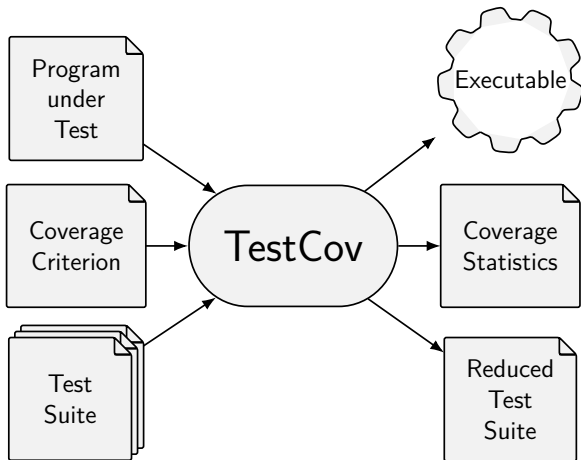 Program
under
Test
Coverage
Criterion
Test
Suite
TestCov
Executable
Coverage
Statistics
Reduced
Test
Suite